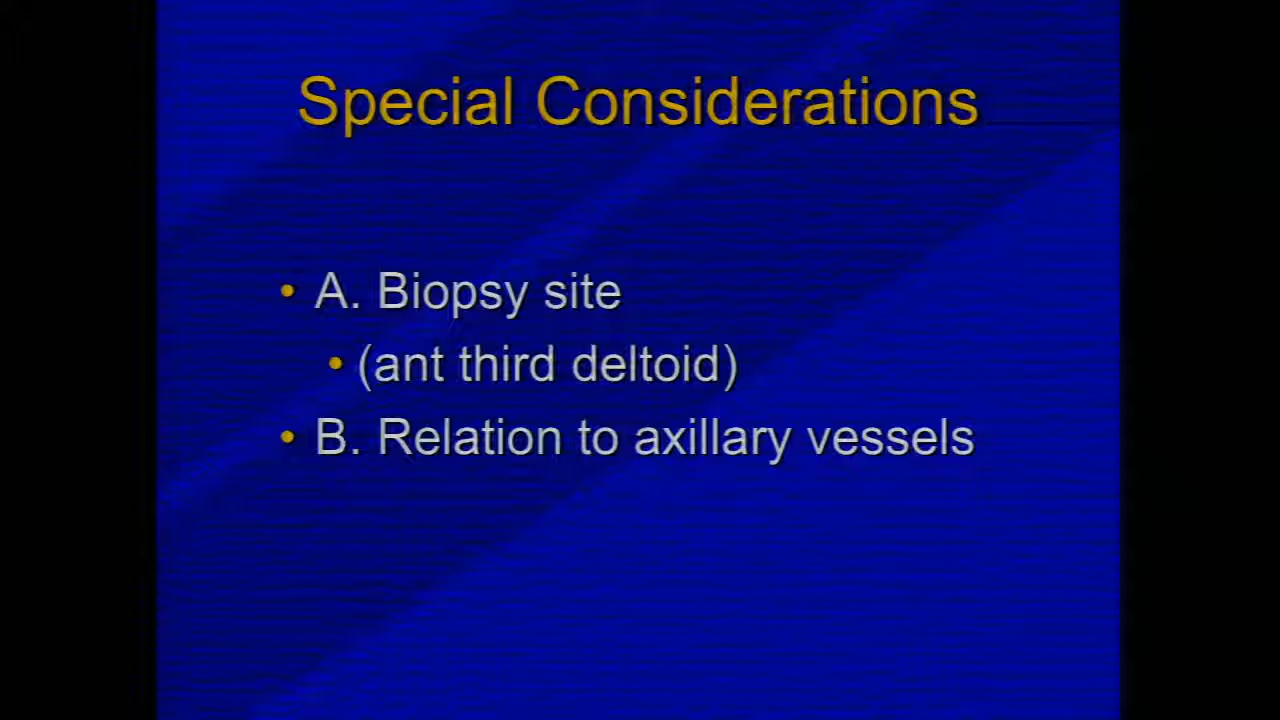 Special Considerations
• A. Biopsy site
• (ant third deltoid)
• B. Relation to axillary vessels